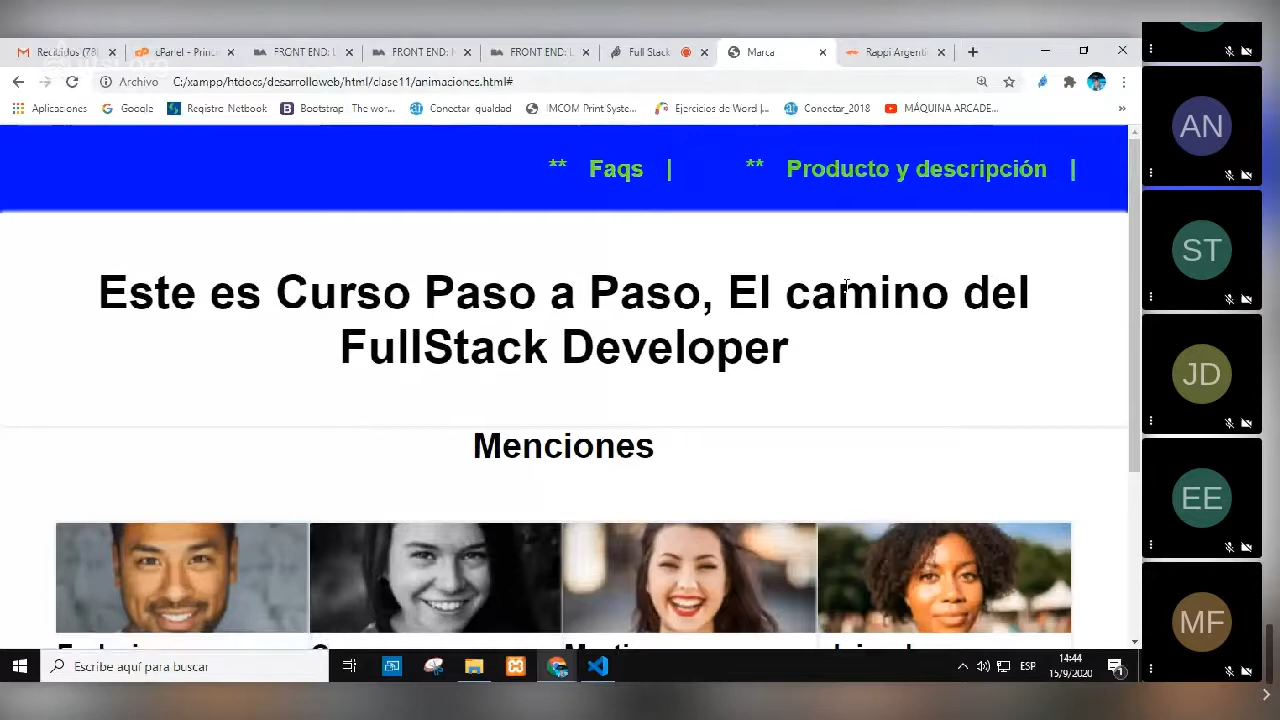 Recibidos (78)
cPanel - Princ
FRONT END: L
FRONT END: M
FRONT END: L
Full Stack
Marca
Rappi Argenti
Archivo
C:/xampp/htdocs/desarrolloweb/html/clase11/animaciones.html#
Aplicaciones
Google
Registro Netbook
Bootstrap · The wor...
Conectar igualdad
IMCOM Print Syste...
Ejercicios de Word |...
Conectar_2018
MÁQUINA ARCADE...
»
** Faqs | ** Producto y descripción |
Este es Curso Paso a Paso, El camino del
FullStack Developer
Menciones
Escribe aquí para buscar
ESP
14:44
15/9/2020
1
AN
ST
JD
EE
MF